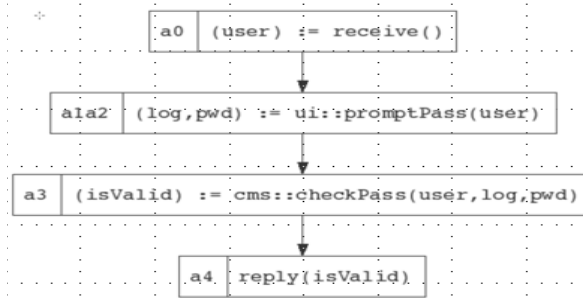 a0 (user) := receive()
a1a2 (log,pwd) := ui::promptPass(user)
a3 (isValid) := cms::checkPass(user,log,pwd)
a4 reply(isValid)